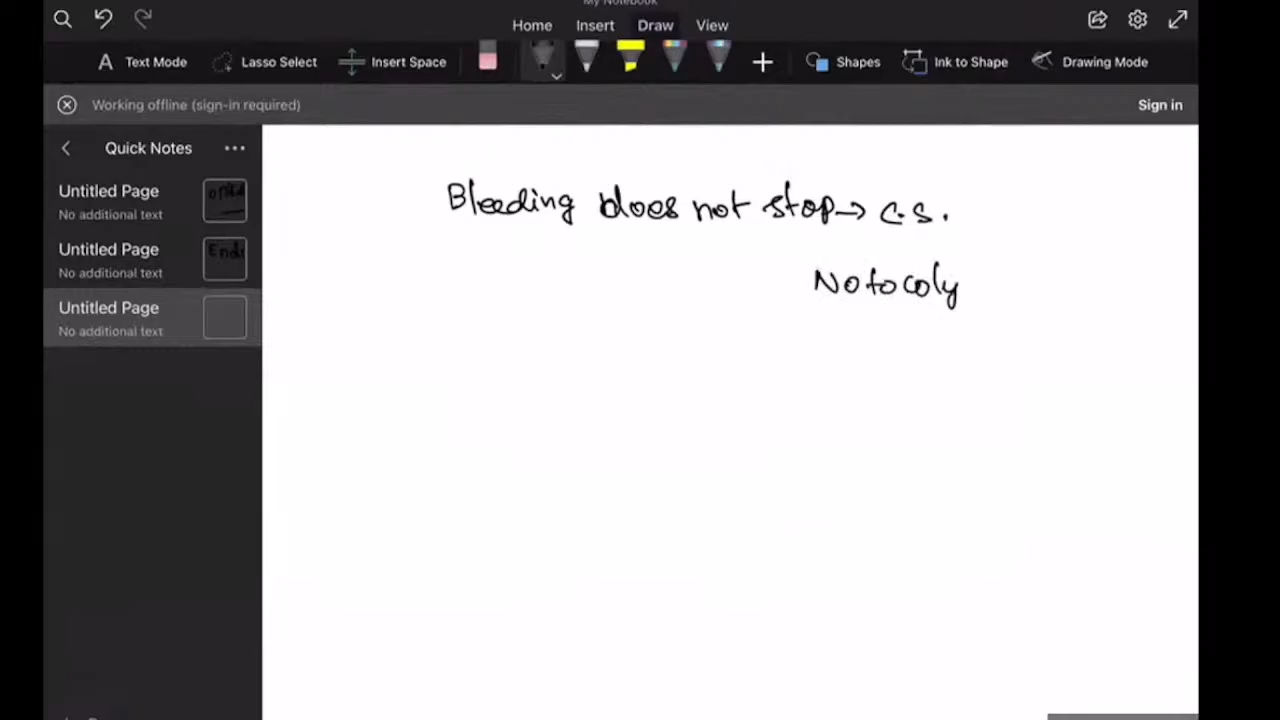 My Notebook
Home Insert Draw View
Text Mode Lasso Select Insert Space Shapes Ink to Shape Drawing Mode
Working offline (sign-in required) Sign in
Quick Notes
Untitled Page
No additional text
Untitled Page
No additional text
Untitled Page
No additional text
Bleeding does not stop → C.S.
Notocoly